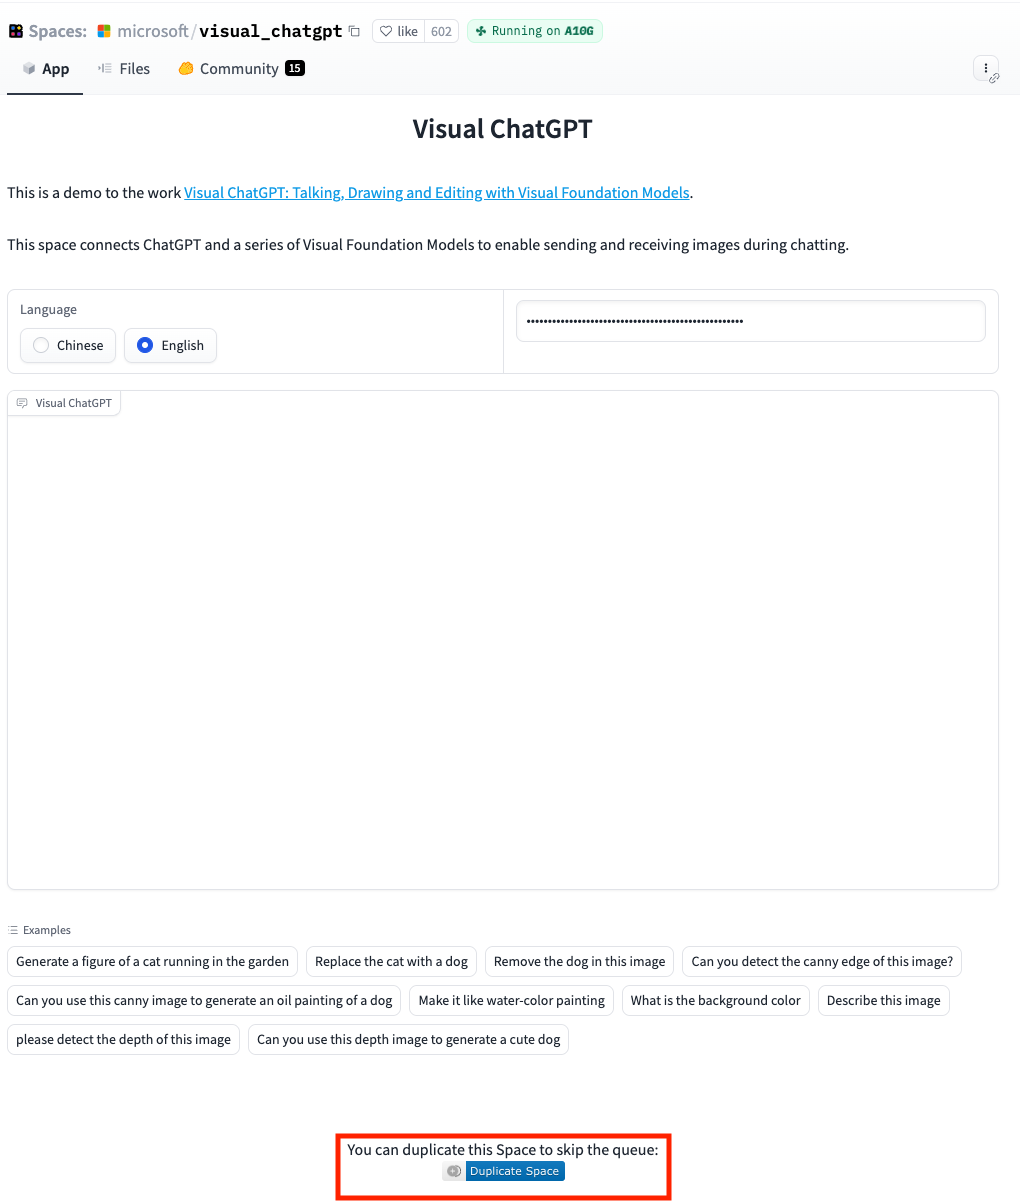 Spaces: microsoft/visual_chatgpt like 602 Running on A10G
App Files Community 15
Visual ChatGPT
This is a demo to the work Visual ChatGPT: Talking, Drawing and Editing with Visual Foundation Models.
This space connects ChatGPT and a series of Visual Foundation Models to enable sending and receiving images during chatting.
Language
Chinese English
••••••••••••••••••••••••••••••••••••••••••••••••••••
Visual ChatGPT
Examples
Generate a figure of a cat running in the garden Replace the cat with a dog Remove the dog in this image Can you detect the canny edge of this image?
Can you use this canny image to generate an oil painting of a dog Make it like water-color painting What is the background color Describe this image
please detect the depth of this image Can you use this depth image to generate a cute dog
You can duplicate this Space to skip the queue:
Duplicate Space